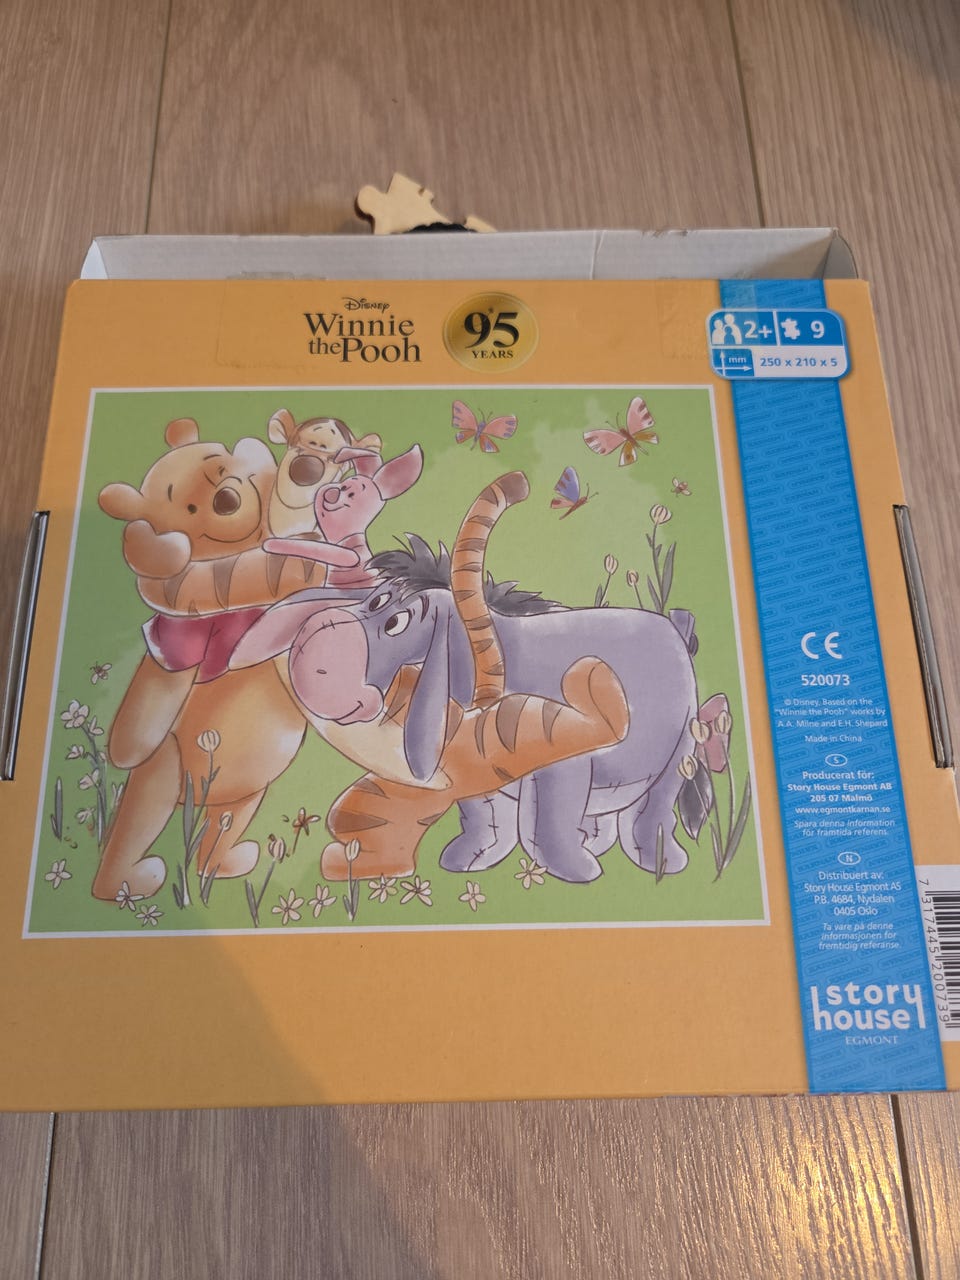 Disney
Winnie
the Pooh
95
YEARS
2+ 9
mm 250 x 210 x 5
CE
520073
© Disney. Based on the
"Winnie the Pooh" works by
A.A. Milne and E.H. Shepard
Made in China
S
Producerat för:
Story House Egmont AB
205 07 Malmö
www.egmontkarnan.se
Spara denna information
för framtida referens.
N
Distribuert av:
Story House Egmont AS
P.B. 4684, Nydalen
0405 Oslo
Ta vare på denne
informasjonen for
fremtidig referanse.
story
house
EGMONT
7 317445 200739